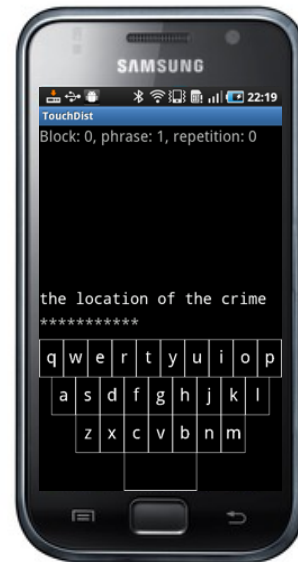 SAMSUNG
22:19
TouchDist
Block: 0, phrase: 1, repetition: 0
the location of the crime
***********
q w e r t y u i o p
a s d f g h j k l
z x c v b n m